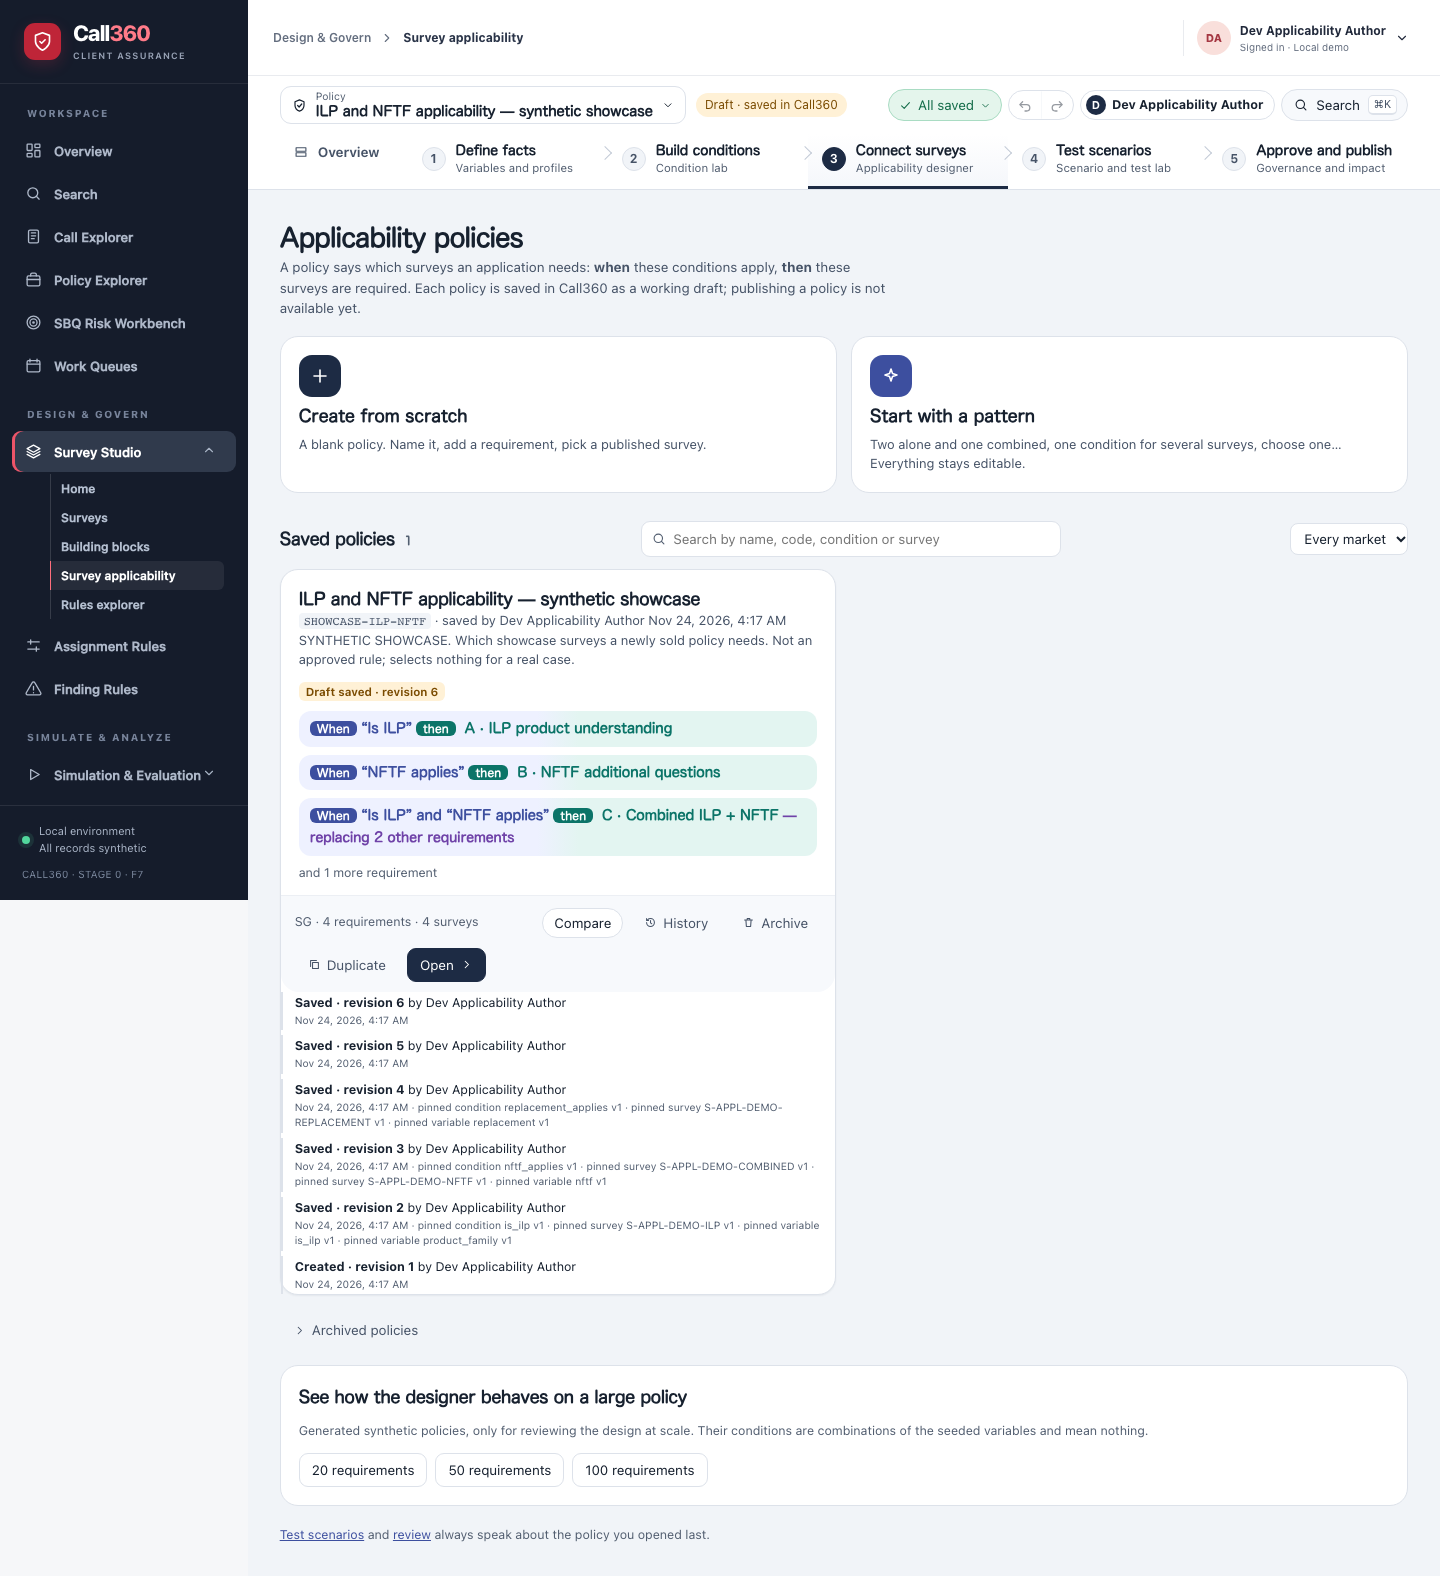 Call360
CLIENT ASSURANCE
WORKSPACE
Overview
Search
Call Explorer
Policy Explorer
SBQ Risk Workbench
Work Queues
DESIGN & GOVERN
Survey Studio
Home
Surveys
Building blocks
Survey applicability
Rules explorer
Assignment Rules
Finding Rules
SIMULATE & ANALYZE
Simulation & Evaluation
Local environment
All records synthetic
CALL360 · STAGE 0 · F7
Design & Govern > Survey applicability
DA
Dev Applicability Author
Signed in · Local demo
Policy
ILP and NFTF applicability — synthetic showcase
Draft · saved in Call360
All saved
D Dev Applicability Author
Search ⌘K
Overview
1 Define facts
Variables and profiles
2 Build conditions
Condition lab
3 Connect surveys
Applicability designer
4 Test scenarios
Scenario and test lab
5 Approve and publish
Governance and impact
Applicability policies
A policy says which surveys an application needs: when these conditions apply, then these
surveys are required. Each policy is saved in Call360 as a working draft; publishing a policy is not
available yet.
Create from scratch
A blank policy. Name it, add a requirement, pick a published survey.
Start with a pattern
Two alone and one combined, one condition for several surveys, choose one…
Everything stays editable.
Saved policies 1
Search by name, code, condition or survey
Every market
ILP and NFTF applicability — synthetic showcase
SHOWCASE-ILP-NFTF · saved by Dev Applicability Author Nov 24, 2026, 4:17 AM
SYNTHETIC SHOWCASE. Which showcase surveys a newly sold policy needs. Not an
approved rule; selects nothing for a real case.
Draft saved · revision 6
When “Is ILP” then A · ILP product understanding
When “NFTF applies” then B · NFTF additional questions
When “Is ILP” and “NFTF applies” then C · Combined ILP + NFTF —
replacing 2 other requirements
and 1 more requirement
SG · 4 requirements · 4 surveys
Compare
History
Archive
Duplicate
Open
Saved · revision 6 by Dev Applicability Author
Nov 24, 2026, 4:17 AM
Saved · revision 5 by Dev Applicability Author
Nov 24, 2026, 4:17 AM
Saved · revision 4 by Dev Applicability Author
Nov 24, 2026, 4:17 AM · pinned condition replacement_applies v1 · pinned survey S-APPL-DEMO-
REPLACEMENT v1 · pinned variable replacement v1
Saved · revision 3 by Dev Applicability Author
Nov 24, 2026, 4:17 AM · pinned condition nftf_applies v1 · pinned survey S-APPL-DEMO-COMBINED v1 ·
pinned survey S-APPL-DEMO-NFTF v1 · pinned variable nftf v1
Saved · revision 2 by Dev Applicability Author
Nov 24, 2026, 4:17 AM · pinned condition is_ilp v1 · pinned survey S-APPL-DEMO-ILP v1 · pinned variable
is_ilp v1 · pinned variable product_family v1
Created · revision 1 by Dev Applicability Author
Nov 24, 2026, 4:17 AM
Archived policies
See how the designer behaves on a large policy
Generated synthetic policies, only for reviewing the design at scale. Their conditions are combinations of the seeded variables and mean nothing.
20 requirements
50 requirements
100 requirements
Test scenarios and review always speak about the policy you opened last.